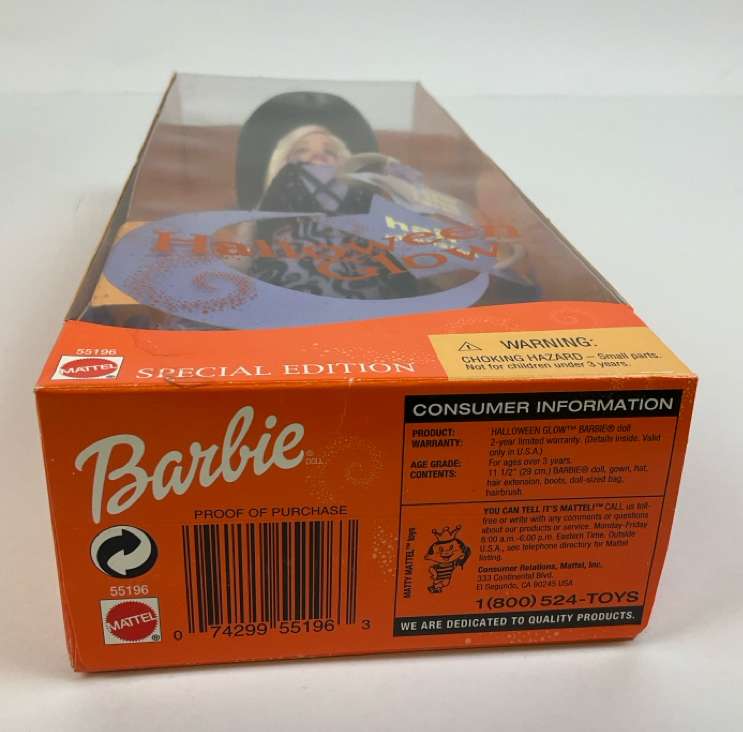 Halloween
Glow
hair
55196
MATTEL
SPECIAL EDITION
⚠ WARNING:
CHOKING HAZARD – Small parts.
Not for children under 3 years.
Barbie®
DOLL
PROOF OF PURCHASE
55196
MATTEL®
0 74299 55196 3
CONSUMER INFORMATION
PRODUCT: HALLOWEEN GLOW™ BARBIE® doll
WARRANTY: 2-year limited warranty. (Details inside. Valid
only in U.S.A.)
AGE GRADE: For ages over 3 years.
CONTENTS: 11 1/2" (29 cm.) BARBIE® doll, gown, hat,
hair extension, boots, doll-sized bag,
hairbrush.
MATTY MATTEL™ toys
YOU CAN TELL IT'S MATTEL!™ CALL us toll-
free or write with any comments or questions
about our products or service. Monday-Friday
8:00 a.m.-6:00 p.m. Eastern Time. Outside
U.S.A., see telephone directory for Mattel
listing.
Consumer Relations, Mattel, Inc.
333 Continental Blvd.
El Segundo, CA 90245 USA
1(800) 524-TOYS
WE ARE DEDICATED TO QUALITY PRODUCTS.